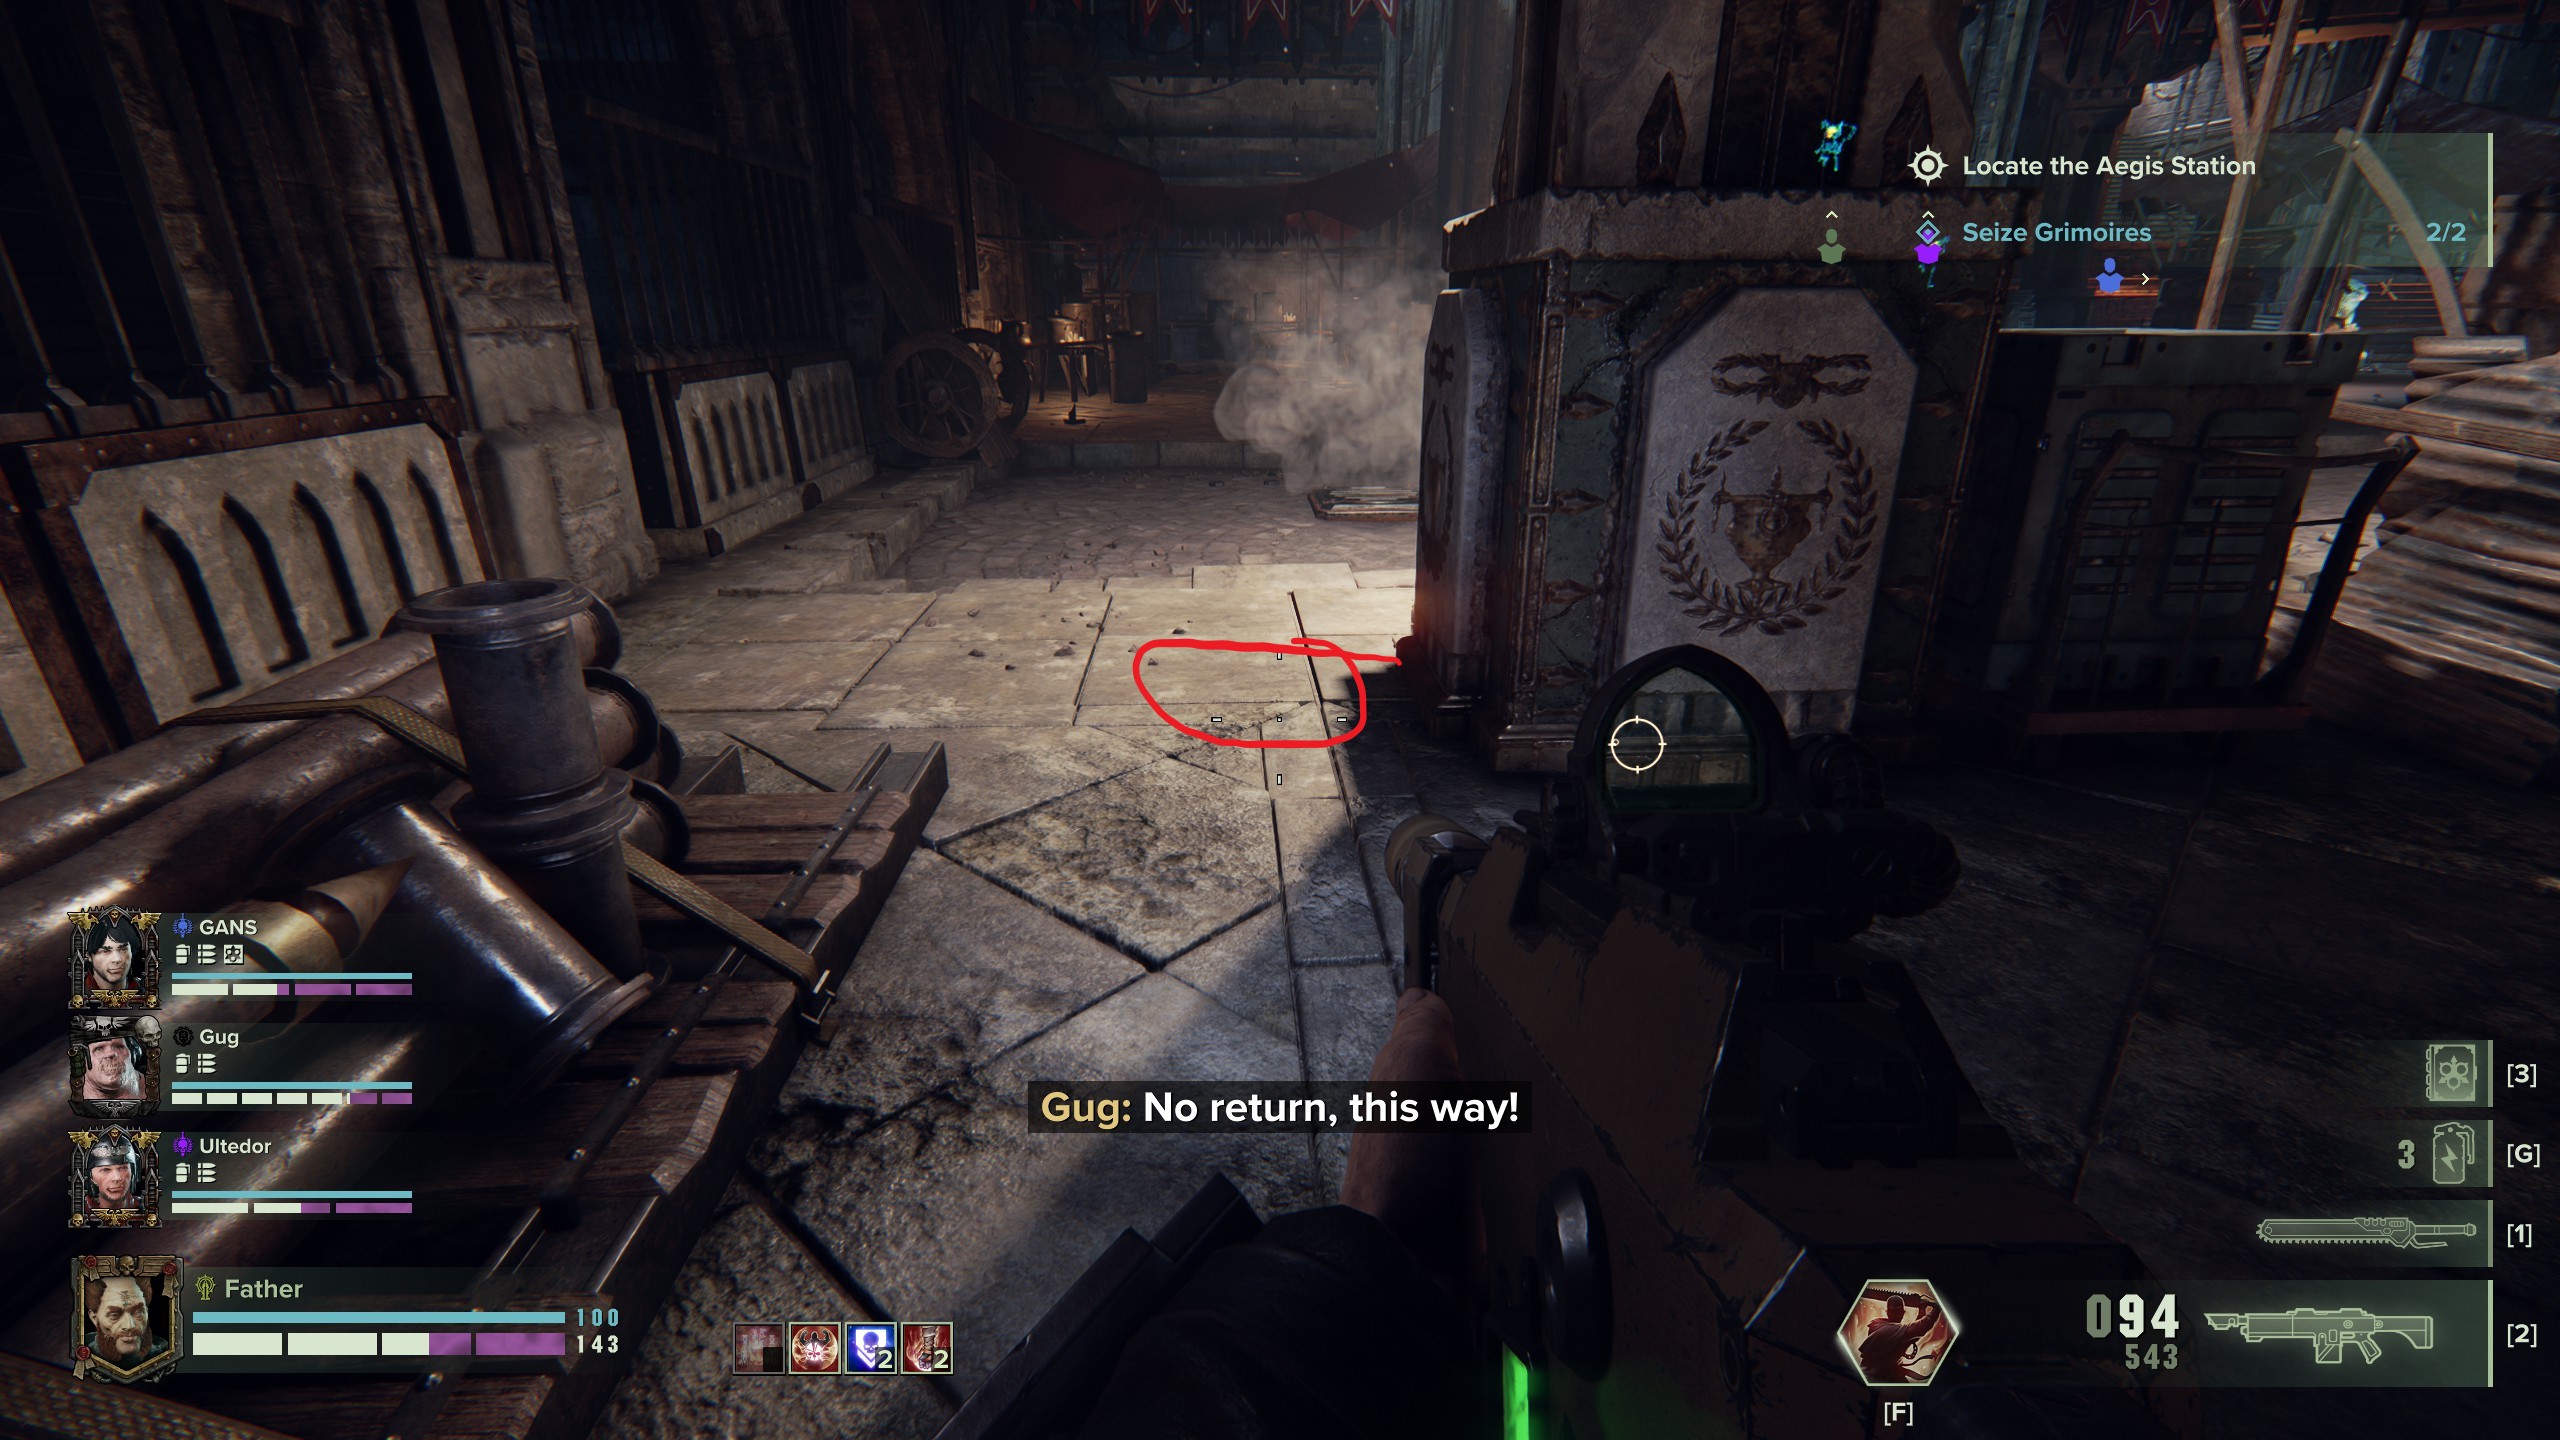 Locate the Aegis Station
Seize Grimoires 2/2
GANS
Gug
Ultedor
Gug: No return, this way!
Father
100
143
2
2
[3]
3 [G]
[1]
094
543
[2]
[F]